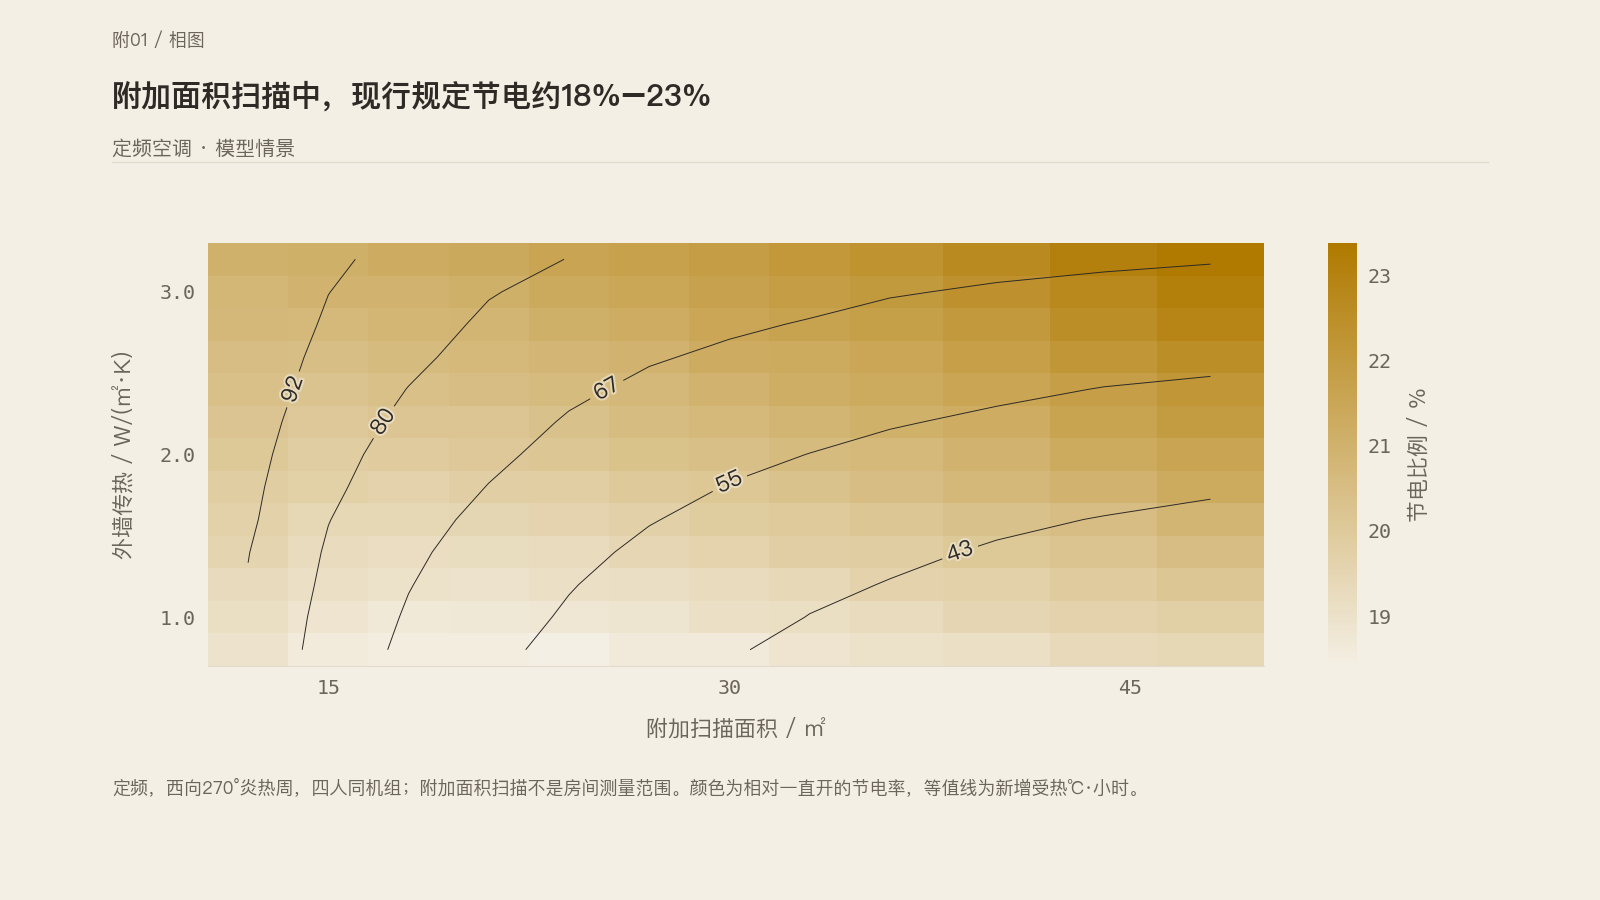 附01 / 相图
附加面积扫描中，现行规定节电约18%—23%
定频空调 · 模型情景
外墙传热 / W/(㎡·K)
3.0
2.0
1.0
92
80
67
55
43
15
30
45
附加扫描面积 / ㎡
23
22
21
20
19
节电比例 / %
定频，西向270°炎热周，四人同机组；附加面积扫描不是房间测量范围。颜色为相对一直开的节电率，等值线为新增受热℃·小时。